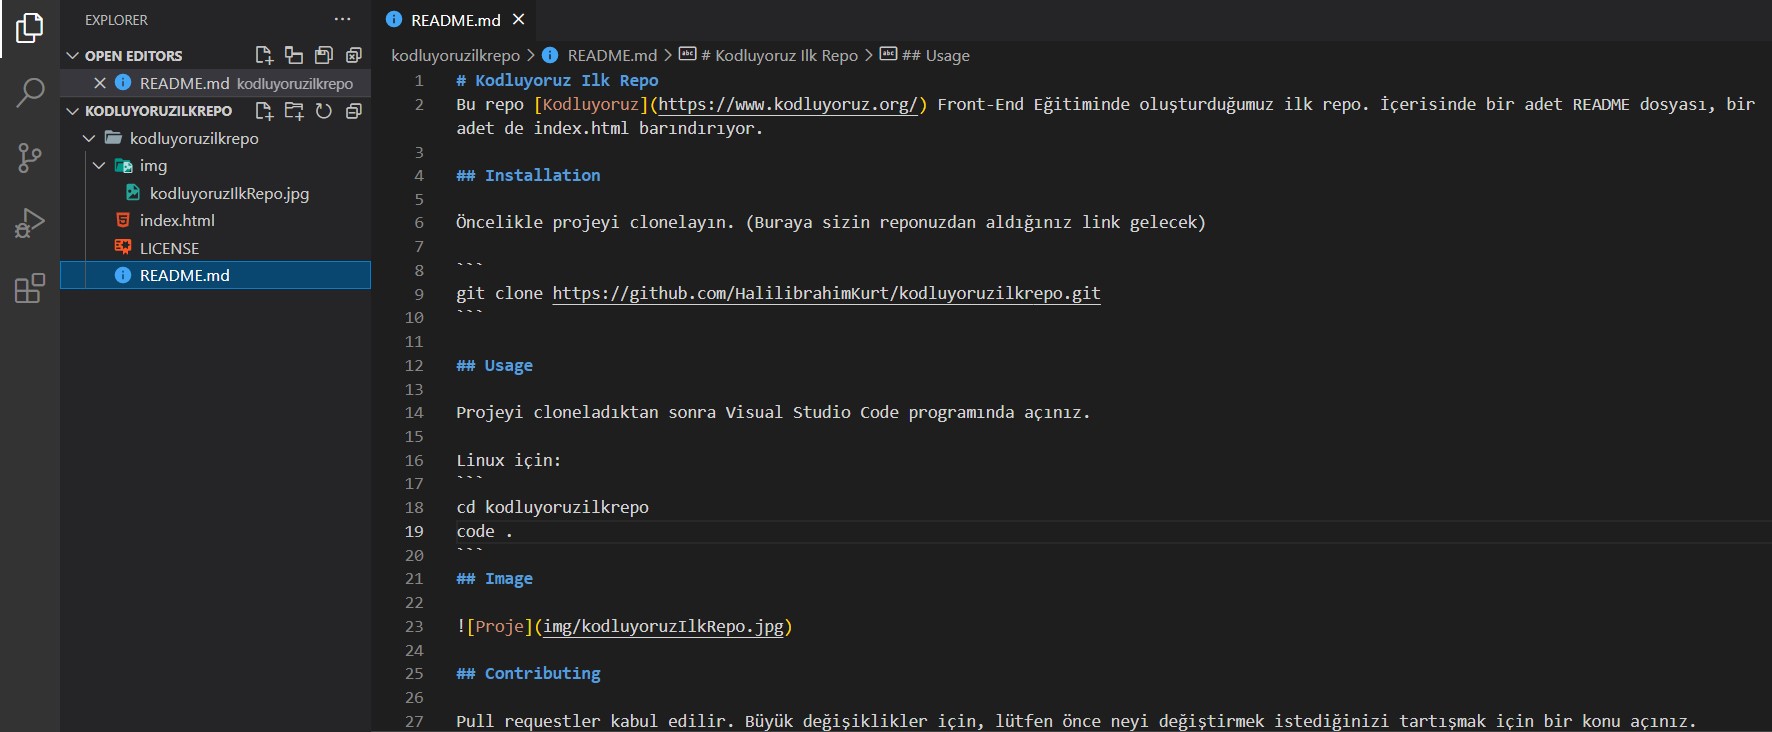 EXPLORER
OPEN EDITORS
README.md kodluyoruzilkrepo
KODLUYORUZILKREPO
kodluyoruzilkrepo
img
kodluyoruzIlkRepo.jpg
index.html
LICENSE
README.md
README.md
kodluyoruzilkrepo > README.md > # Kodluyoruz Ilk Repo > ## Usage
1 # Kodluyoruz Ilk Repo
2 Bu repo [Kodluyoruz](https://www.kodluyoruz.org/) Front-End Eğitiminde oluşturduğumuz ilk repo. İçerisinde bir adet README dosyası, bir
adet de index.html barındırıyor.
3
4 ## Installation
5
6 Öncelikle projeyi clonelayın. (Buraya sizin reponuzdan aldığınız link gelecek)
7
8 ```
9 git clone https://github.com/HalilibrahimKurt/kodluyoruzilkrepo.git
10 ```
11
12 ## Usage
13
14 Projeyi cloneladıktan sonra Visual Studio Code programında açınız.
15
16 Linux için:
17 ```
18 cd kodluyoruzilkrepo
19 code .
20 ```
21 ## Image
22
23 ![Proje](img/kodluyoruzIlkRepo.jpg)
24
25 ## Contributing
26
27 Pull requestler kabul edilir. Büyük değişiklikler için, lütfen önce neyi değiştirmek istediğinizi tartışmak için bir konu açınız.